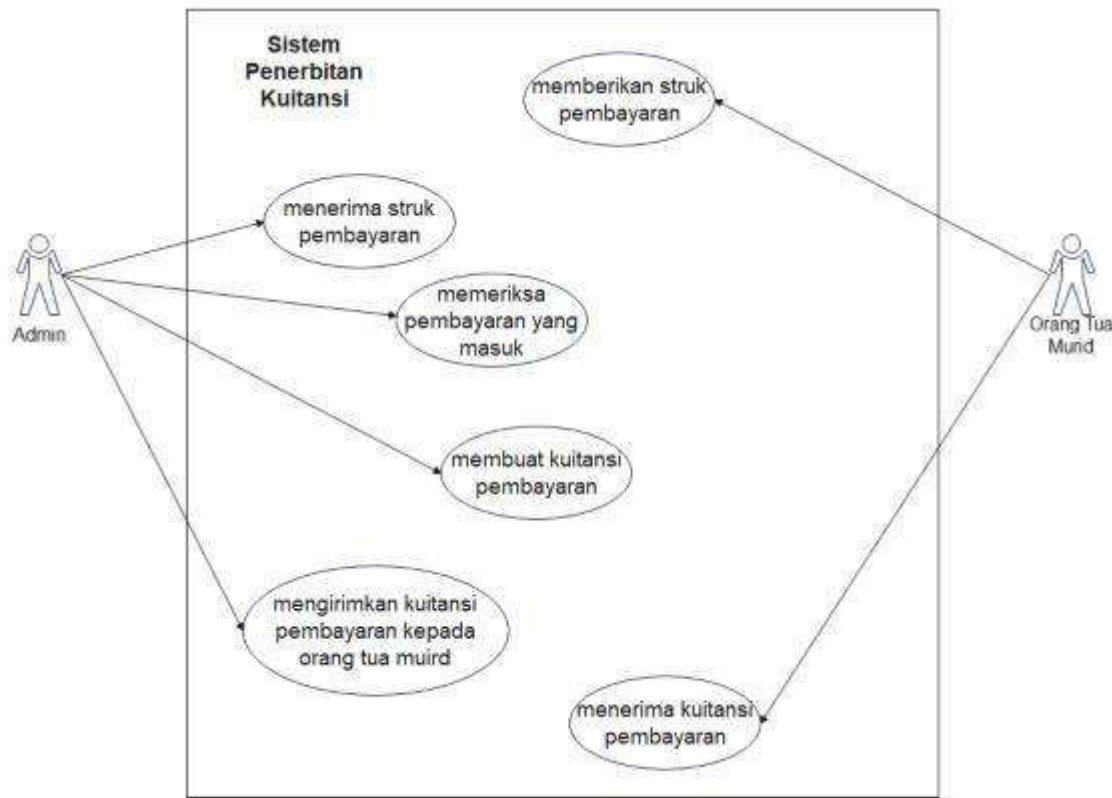 Sistem
Penerbitan
Kuitansi
memberikan struk
pembayaran
menerima struk
pembayaran
Admin
memeriksa
pembayaran yang
masuk
Orang Tua
Murid
membuat kuitansi
pembayaran
mengirimkan kuitansi
pembayaran kepada
orang tua muird
menerima kuitansi
pembayaran